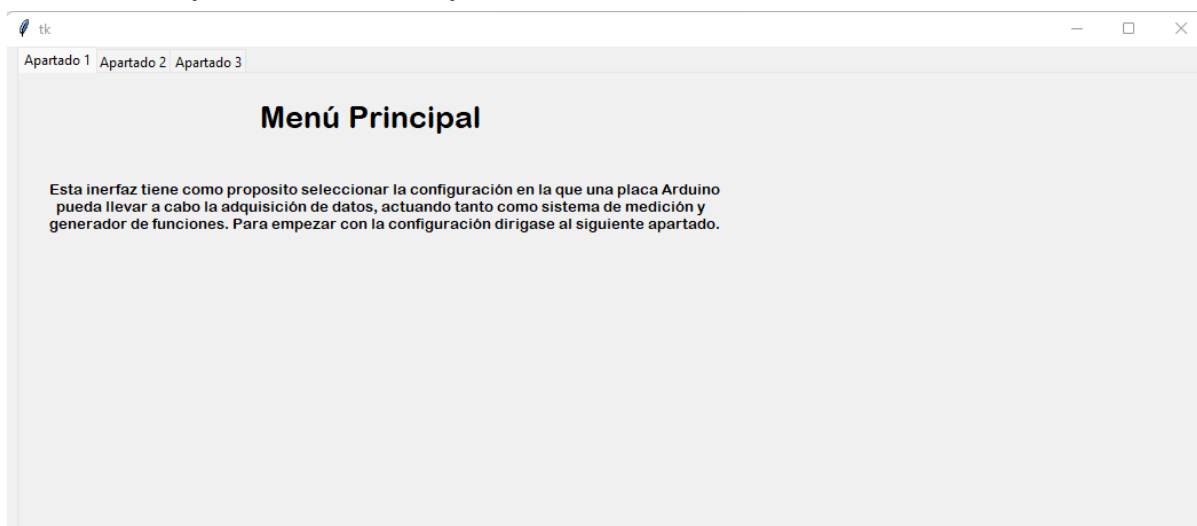 tk
Apartado 1 Apartado 2 Apartado 3
Menú Principal
Esta inerfaz tiene como proposito seleccionar la configuración en la que una placa Arduino
pueda llevar a cabo la adquisición de datos, actuando tanto como sistema de medición y
generador de funciones. Para empezar con la configuración dirigase al siguiente apartado.